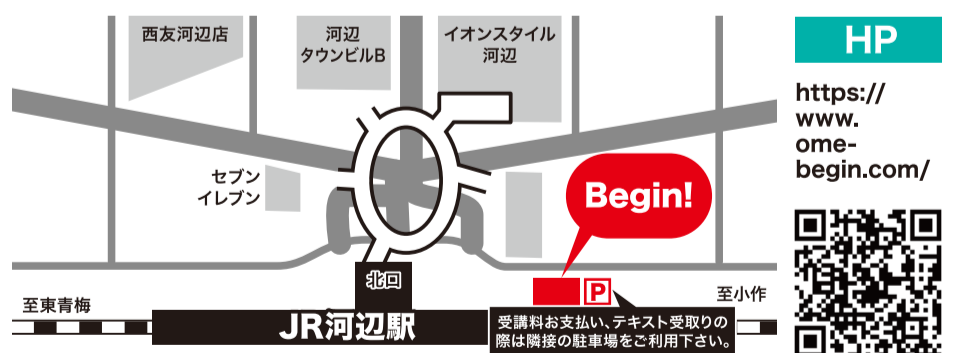 西友河辺店
河辺
タウンビルB
イオンスタイル
河辺
HP
https://
www.
ome-
begin.com/
セブン
イレブン
Begin!
北口
P
至東青梅
至小作
JR河辺駅
受講料お支払い、テキスト受取りの
際は隣接の駐車場をご利用下さい。